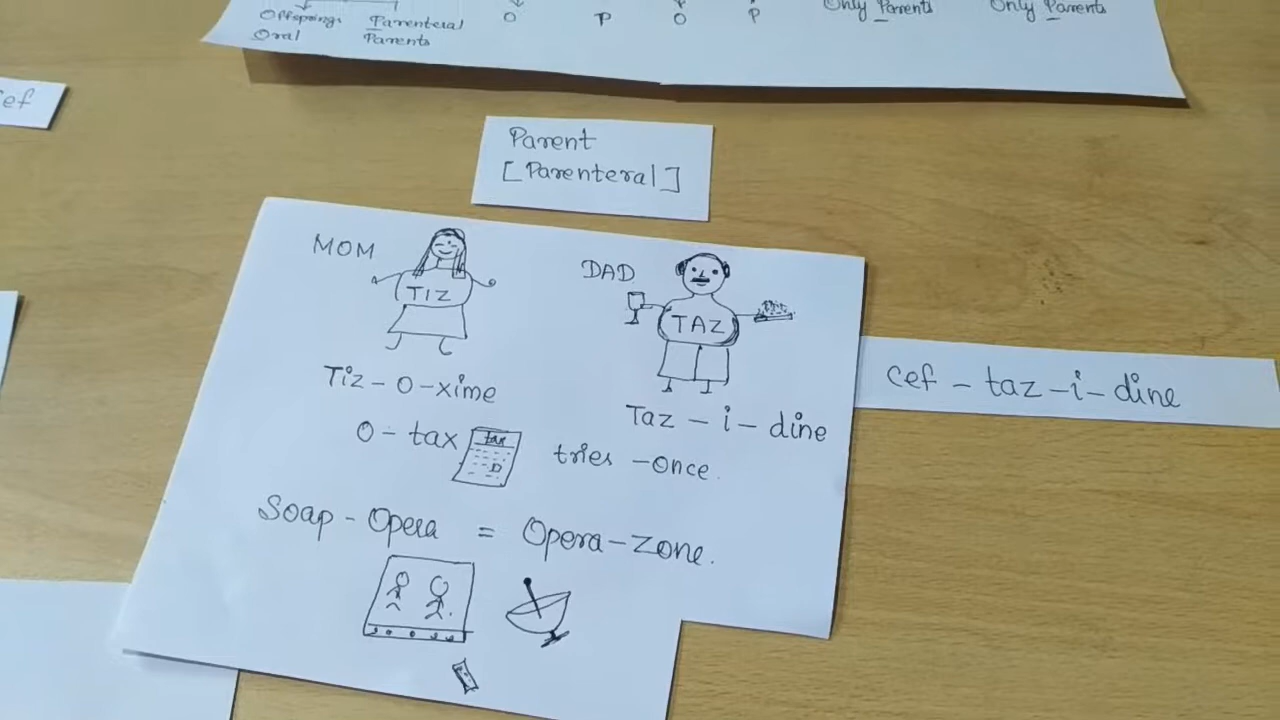 Offsprings
Oral
Parenteral
Parents
O P O P
Only Parents Only Parents
ef
Parent
[Parenteral]
MOM
TIZ
DAD
TAZ
Tiz-o-xime
Taz-i-dine
cef-taz-i-dine
O-tax
tax
tries-once.
Soap-Opera = Opera-Zone.